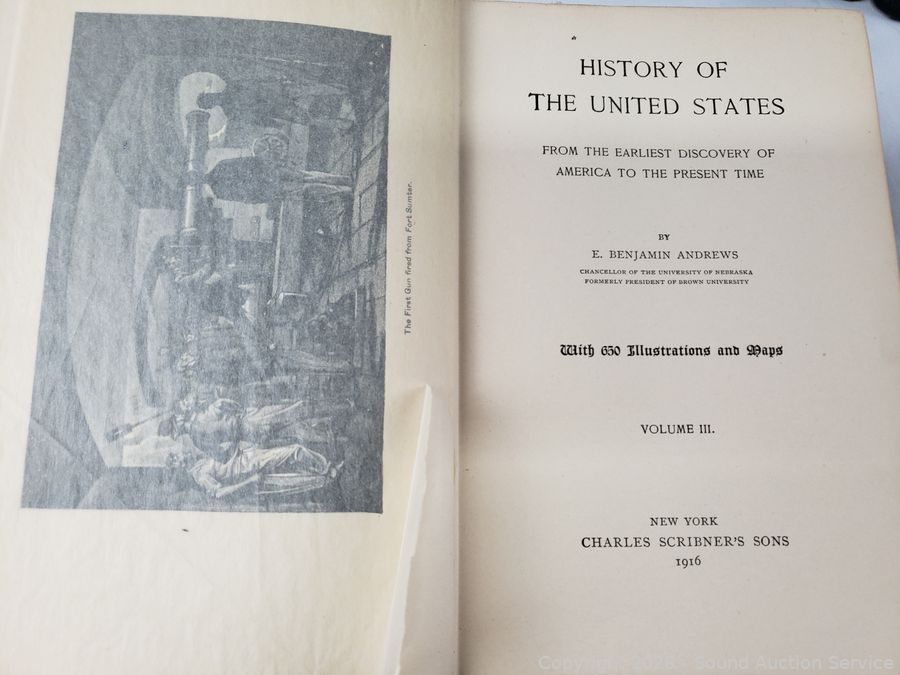 The First Gun fired from Fort Sumter.
HISTORY OF
THE UNITED STATES
FROM THE EARLIEST DISCOVERY OF
AMERICA TO THE PRESENT TIME
BY
E. BENJAMIN ANDREWS
CHANCELLOR OF THE UNIVERSITY OF NEBRASKA
FORMERLY PRESIDENT OF BROWN UNIVERSITY
With 650 Illustrations and Maps
VOLUME III.
NEW YORK
CHARLES SCRIBNER'S SONS
1916
Copyright 2026 - Sound Auction Service